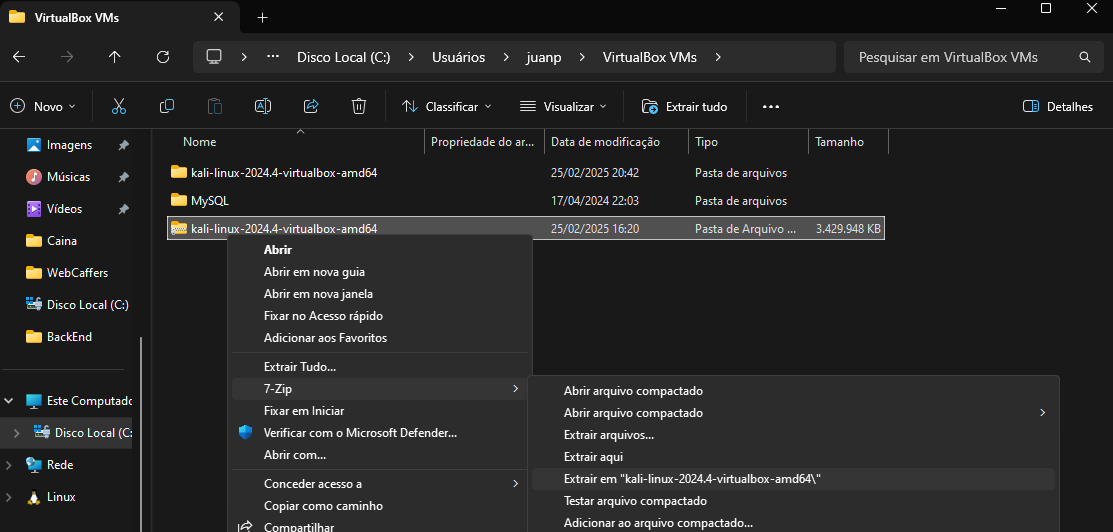 VirtualBox VMs
Disco Local (C:) > Usuários > juanp > VirtualBox VMs >
Pesquisar em VirtualBox VMs
Novo
Classificar
Visualizar
Extrair tudo
Detalhes
Imagens
Músicas
Vídeos
Caina
WebCaffers
Disco Local (C:)
BackEnd
Este Computado
Disco Local (C:
Rede
Linux
Nome Propriedade do ar... Data de modificação Tipo Tamanho
kali-linux-2024.4-virtualbox-amd64 25/02/2025 20:42 Pasta de arquivos
MySQL 17/04/2024 22:03 Pasta de arquivos
kali-linux-2024.4-virtualbox-amd64 25/02/2025 16:20 Pasta de Arquivo ... 3.429.948 KB
Abrir
Abrir em nova guia
Abrir em nova janela
Fixar no Acesso rápido
Adicionar aos Favoritos
Extrair Tudo...
7-Zip
Fixar em Iniciar
Verificar com o Microsoft Defender...
Abrir com...
Conceder acesso a
Copiar como caminho
Compartilhar
Abrir arquivo compactado
Abrir arquivo compactado
Extrair arquivos...
Extrair aqui
Extrair em "kali-linux-2024.4-virtualbox-amd64\"
Testar arquivo compactado
Adicionar ao arquivo compactado...